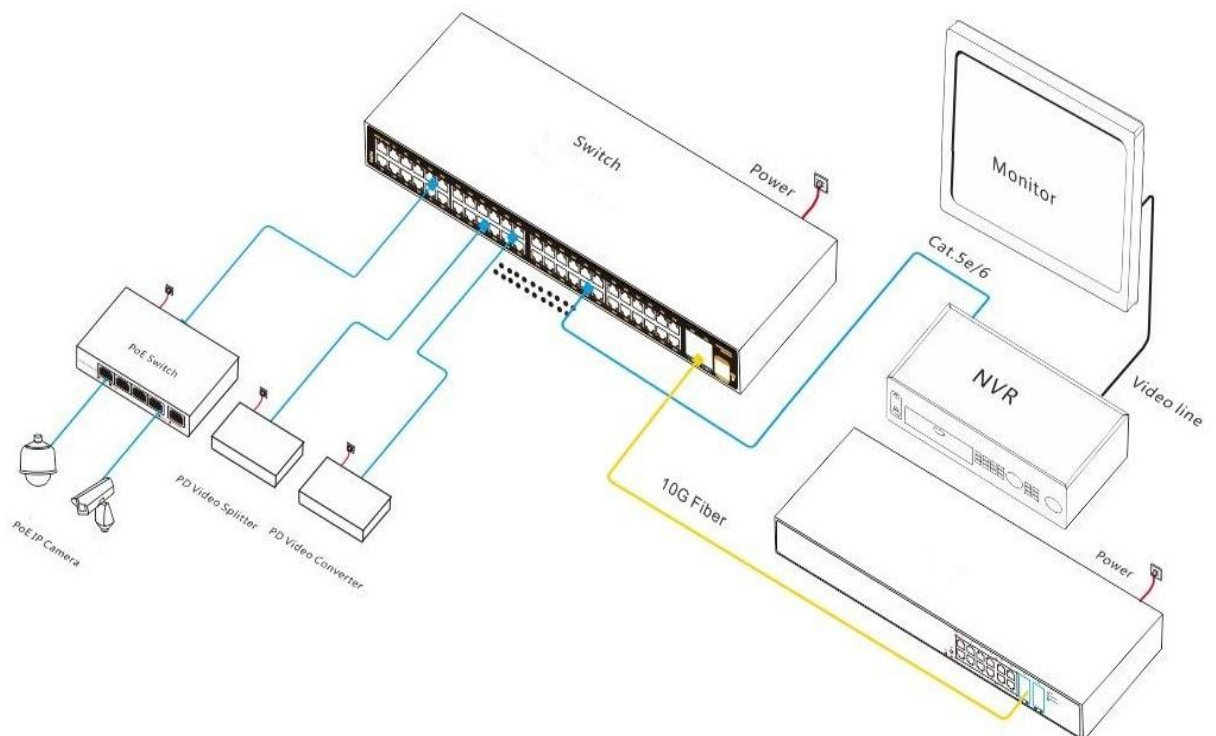 Switch
Power
Monitor
Cat.5e/6
PoE Switch
NVR
Video line
PD Video Splitter
10G Fiber
PoE IP Camera
PD Video Converter
Power